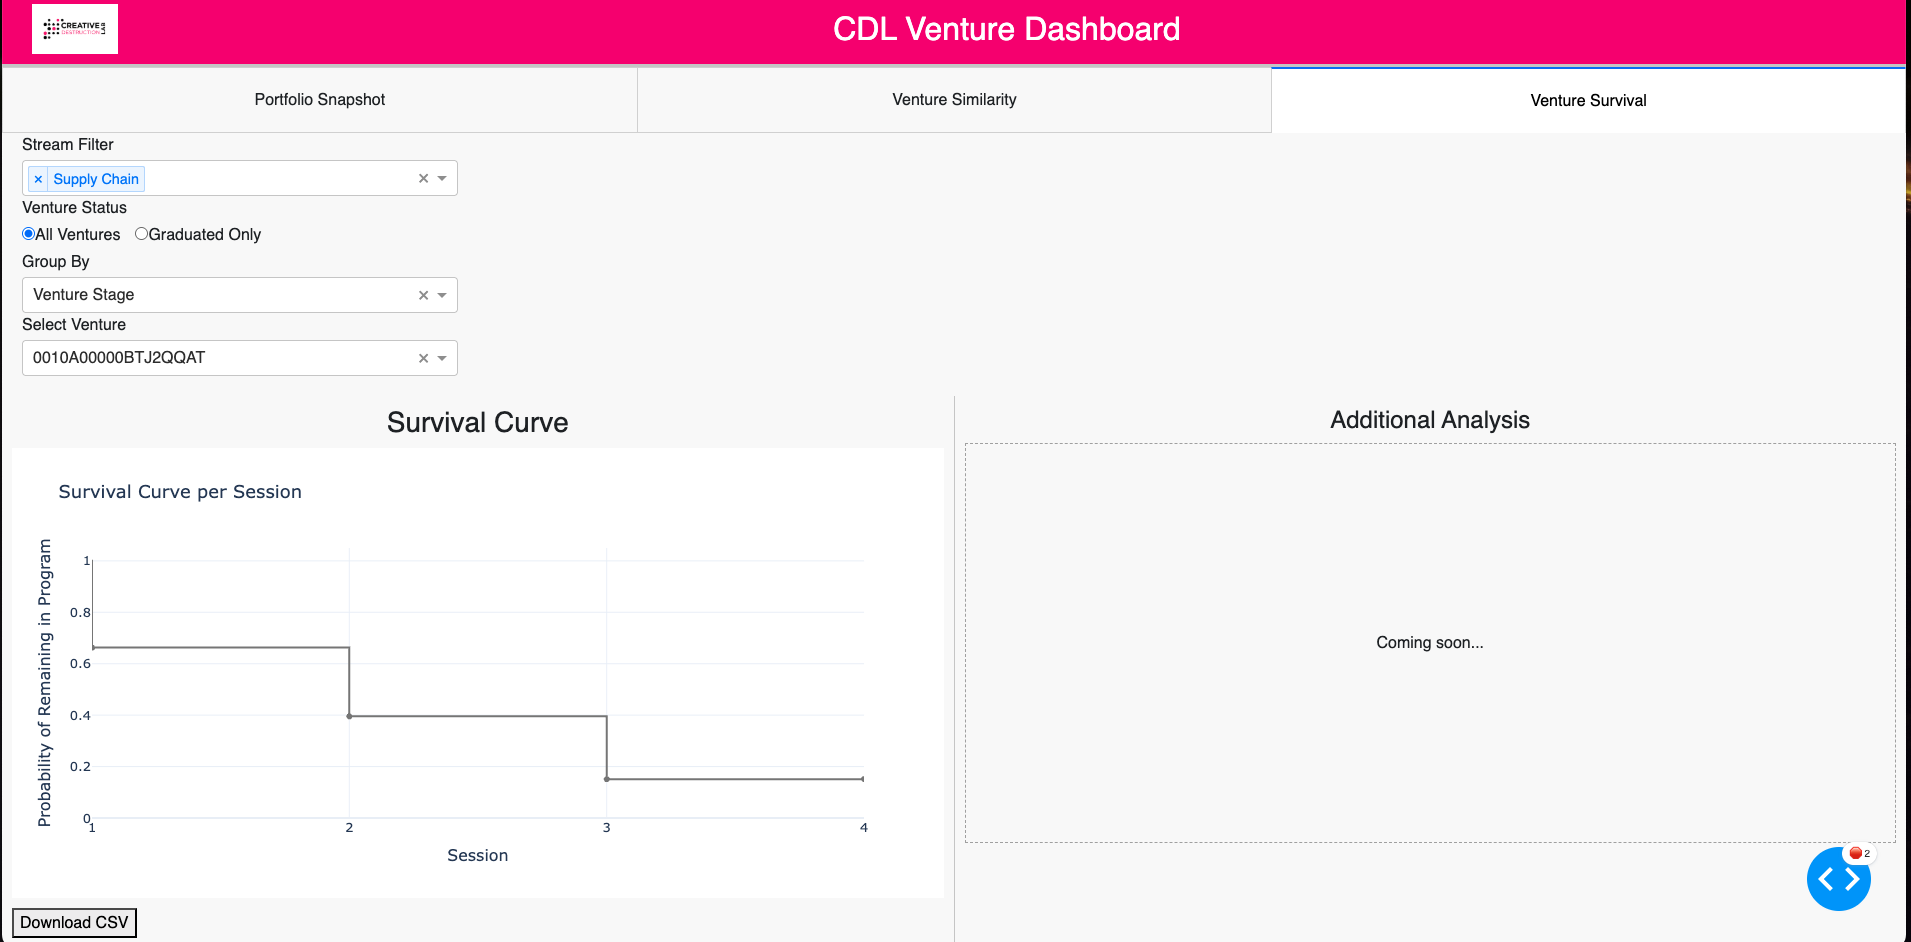 CREATIVE
DESTRUCTION
LAB
CDL Venture Dashboard
Portfolio Snapshot
Venture Similarity
Venture Survival
Stream Filter
× Supply Chain
Venture Status
All Ventures Graduated Only
Group By
Venture Stage
Select Venture
0010A00000BTJ2QQAT
Survival Curve
Survival Curve per Session
Probability of Remaining in Program
1
0.8
0.6
0.4
0.2
0
1 2 3 4
Session
Download CSV
Additional Analysis
Coming soon...
2